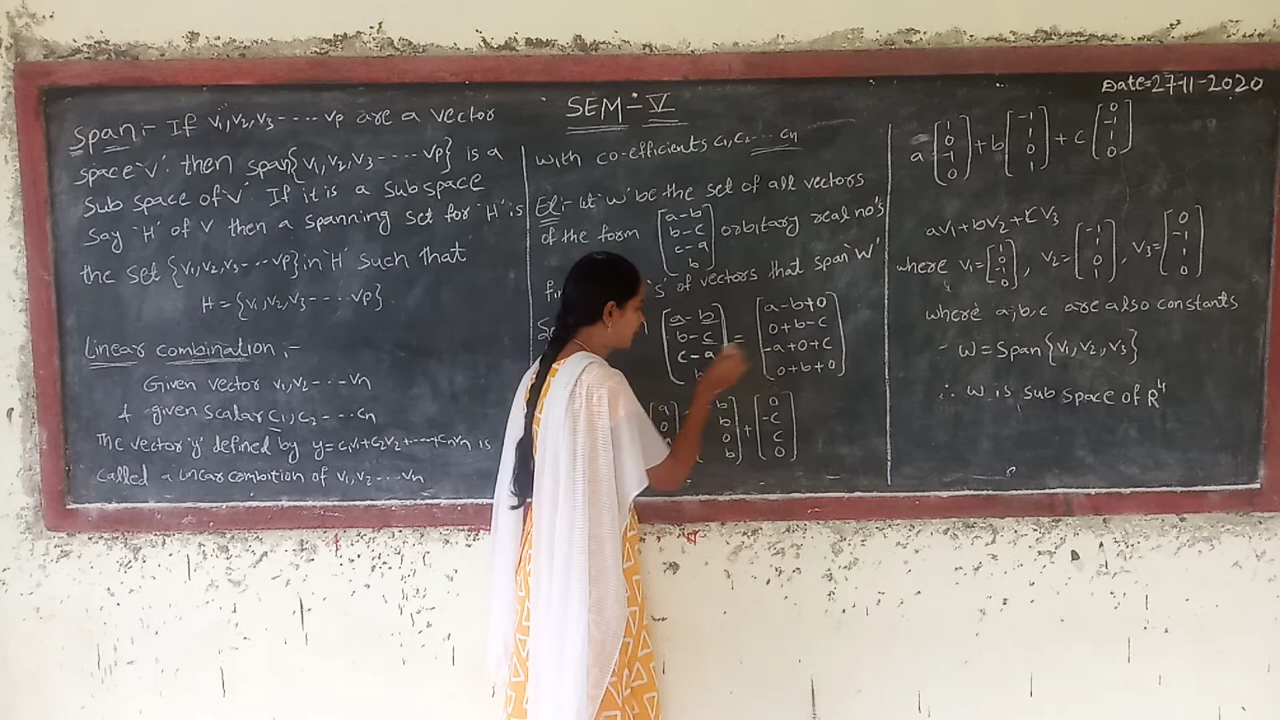 Date:-27-11-2020
SEM-V
Span:- If v1,v2,v3 ---- vp are a vector
space 'v'. then span{v1,v2,v3 ---- vp} is a
sub space of 'v'. If it is a sub space
say 'H' of v then a spanning set for 'H' is
the set {v1,v2,v3 --- vp} in 'H' such that
H = {v1,v2,v3 ---- vp}.
Linear combination:-
Given vector v1,v2 --- vn
& given scalar c1,c2 ---- cn
The vector 'y' defined by y=c1v1+c2v2+----+cnvn is
called a linear combition of v1,v2 --- vn
with co-efficients c1,c2 --- cn
Ex:- let 'w' be the set of all vectors
of the form [a-b b-c c-a b] orbitary real no's
's' of vectors that span 'w'
[a-b b-c c-a = [a-b+0 0+b-c -a+0+c 0+b+0]
[a 0 b b 0 b] + [0 -c c 0]
a[1 0 -1 0] + b[-1 1 0 1] + c[0 -1 1 0]
av1+bv2+cv3
where v1=[1 0 -1 0], v2=[-1 1 0 1], v3=[0 -1 1 0]
where a,b,c are also constants
w = span{v1,v2,v3}
∴ w is sub space of R4